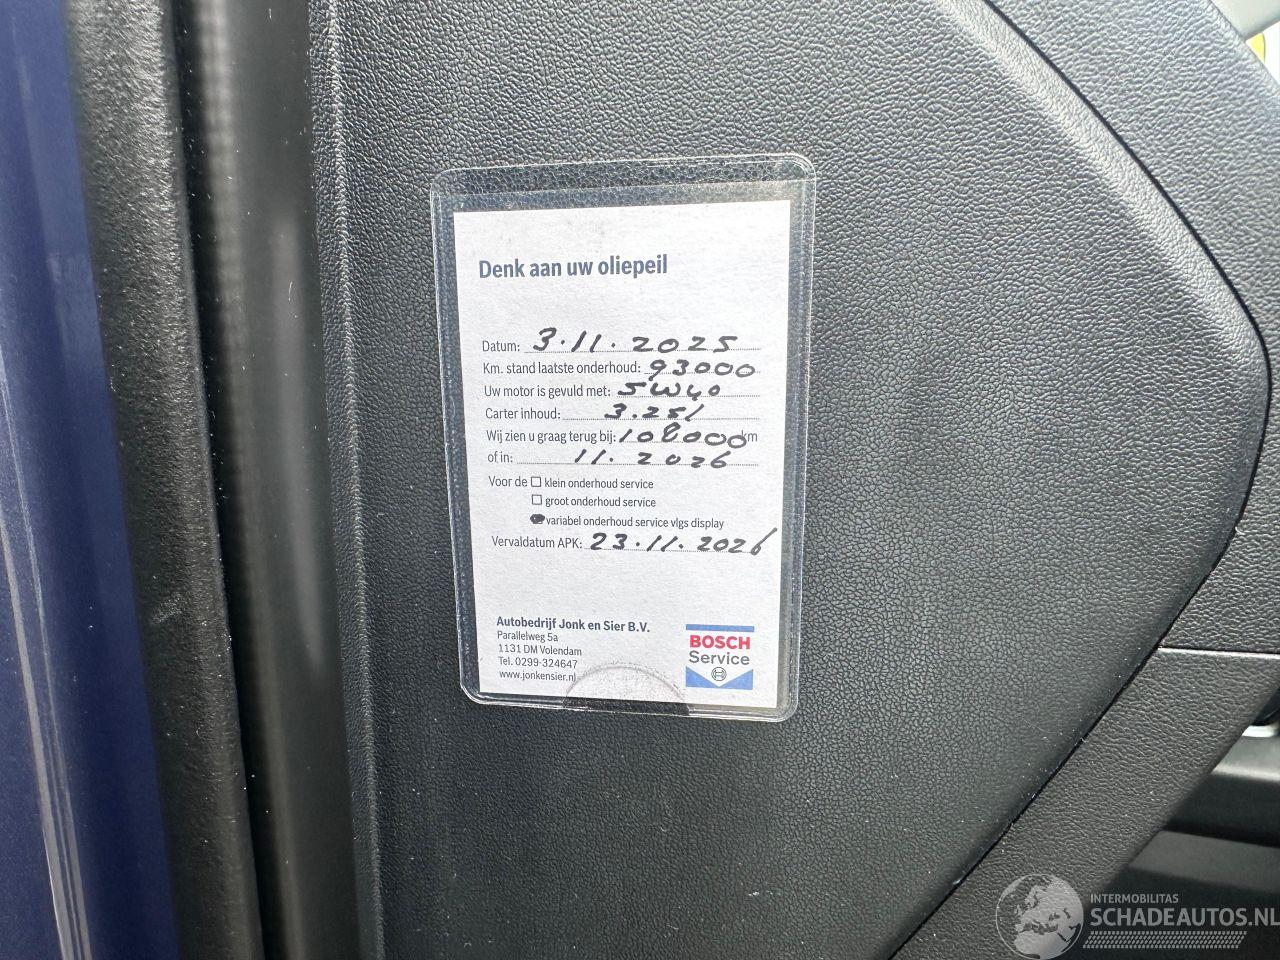 Denk aan uw oliepeil
Datum: 3.11.2025
Km. stand laatste onderhoud: 93000
Uw motor is gevuld met: 5W40
Carter inhoud: 3.25l
Wij zien u graag terug bij: 108000 km
of in: 11.2026
Voor de ☐ klein onderhoud service
☐ groot onderhoud service
variabel onderhoud service vlgs display
Vervaldatum APK: 23.11.2026
Autobedrijf Jonk en Sier B.V.
Parallelweg 5a
1131 DM Volendam
Tel. 0299-324647
www.jonkensier.nl
BOSCH
Service
INTERMOBILITAS
SCHADEAUTOS.NL